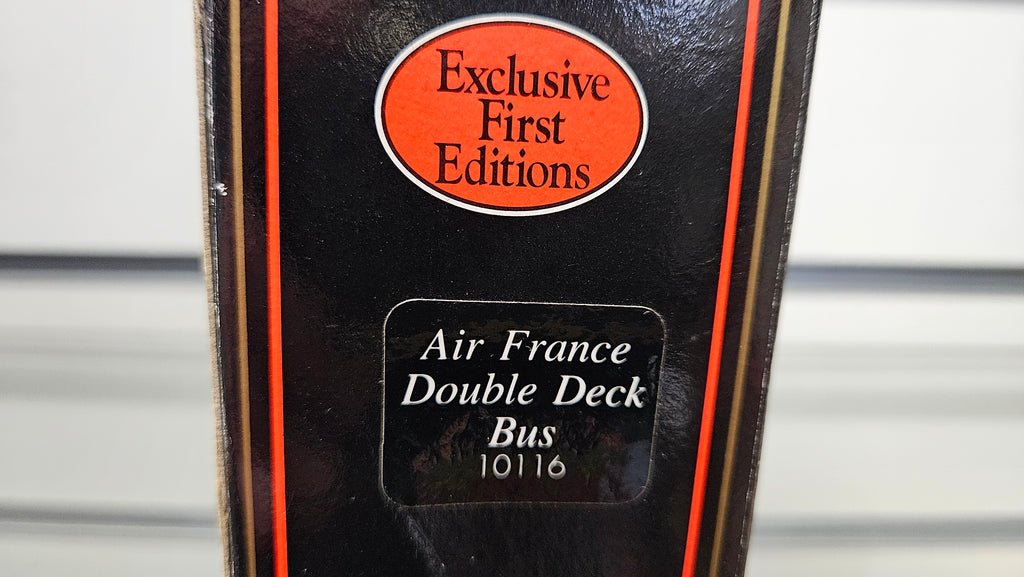 Exclusive
First
Editions
Air France
Double Deck
Bus
10116